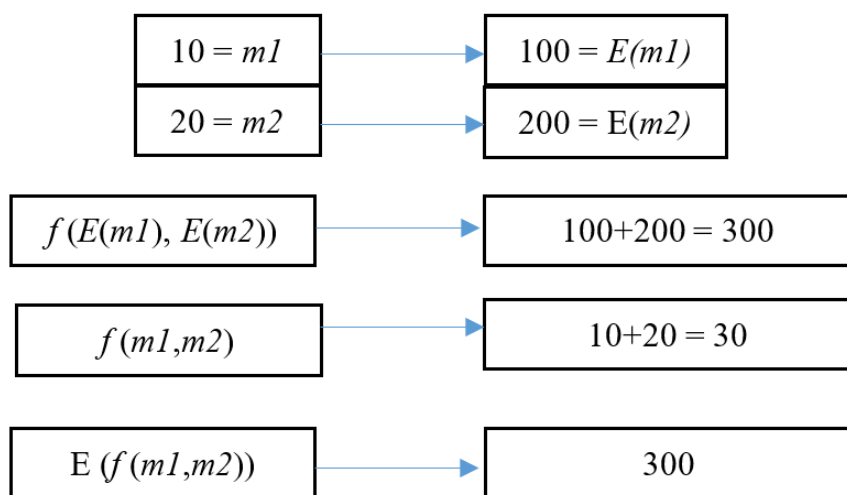 10 = m1
100 = E(m1)
20 = m2
200 = E(m2)
f (E(m1), E(m2))
100+200 = 300
f (m1,m2)
10+20 = 30
E (f (m1,m2))
300